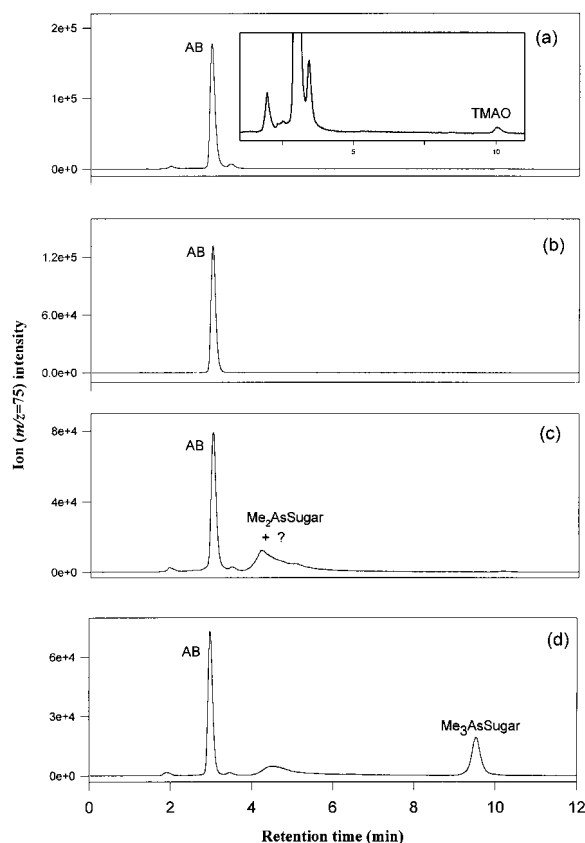 2e+5
(a)
AB
1e+5
TMAO
0e+0
5
10
(b)
AB
1.2e+5
6.0e+4
0.0e+0
Ion (m/z=75) intensity
(c)
8e+4
AB
Me2AsSugar
+ ?
4e+4
0e+0
(d)
AB
6e+4
Me3AsSugar
3e+4
0e+0
0 2 4 6 8 10 12
Retention time (min)